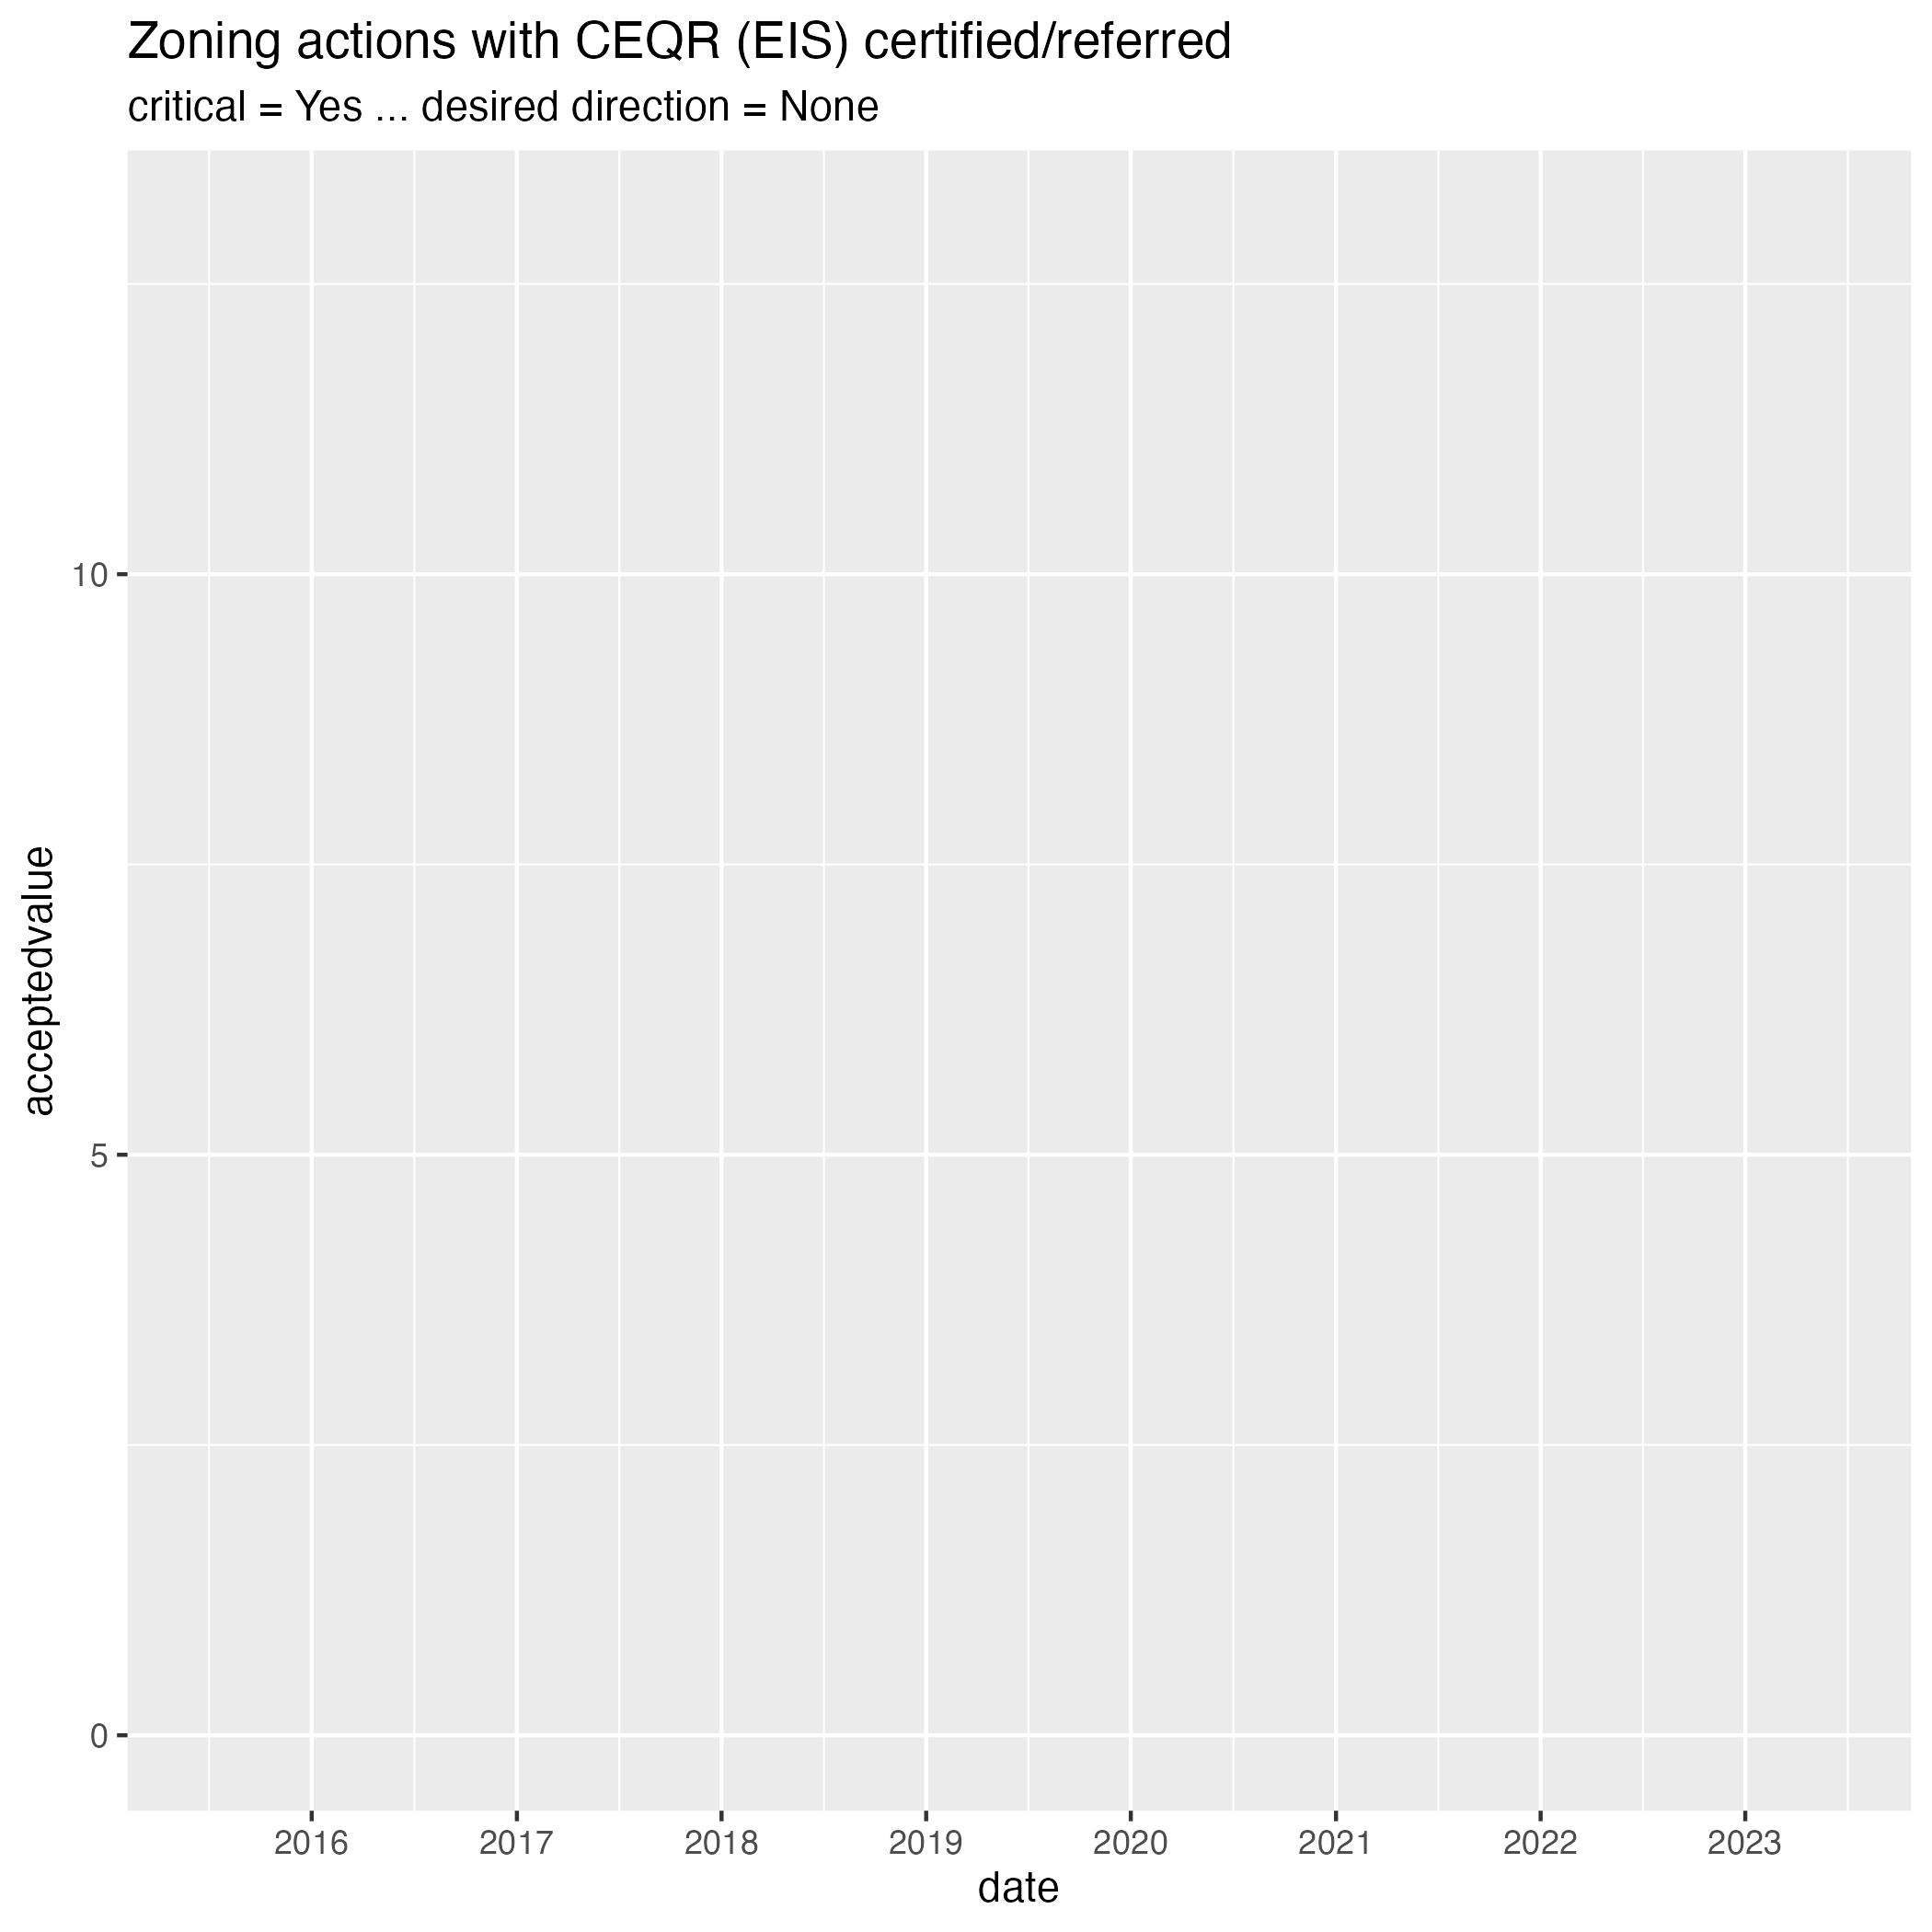 Zoning actions with CEQR (EIS) certified/referred
critical = Yes ... desired direction = None
acceptedvalue
10
5
0
2016 2017 2018 2019 2020 2021 2022 2023
date